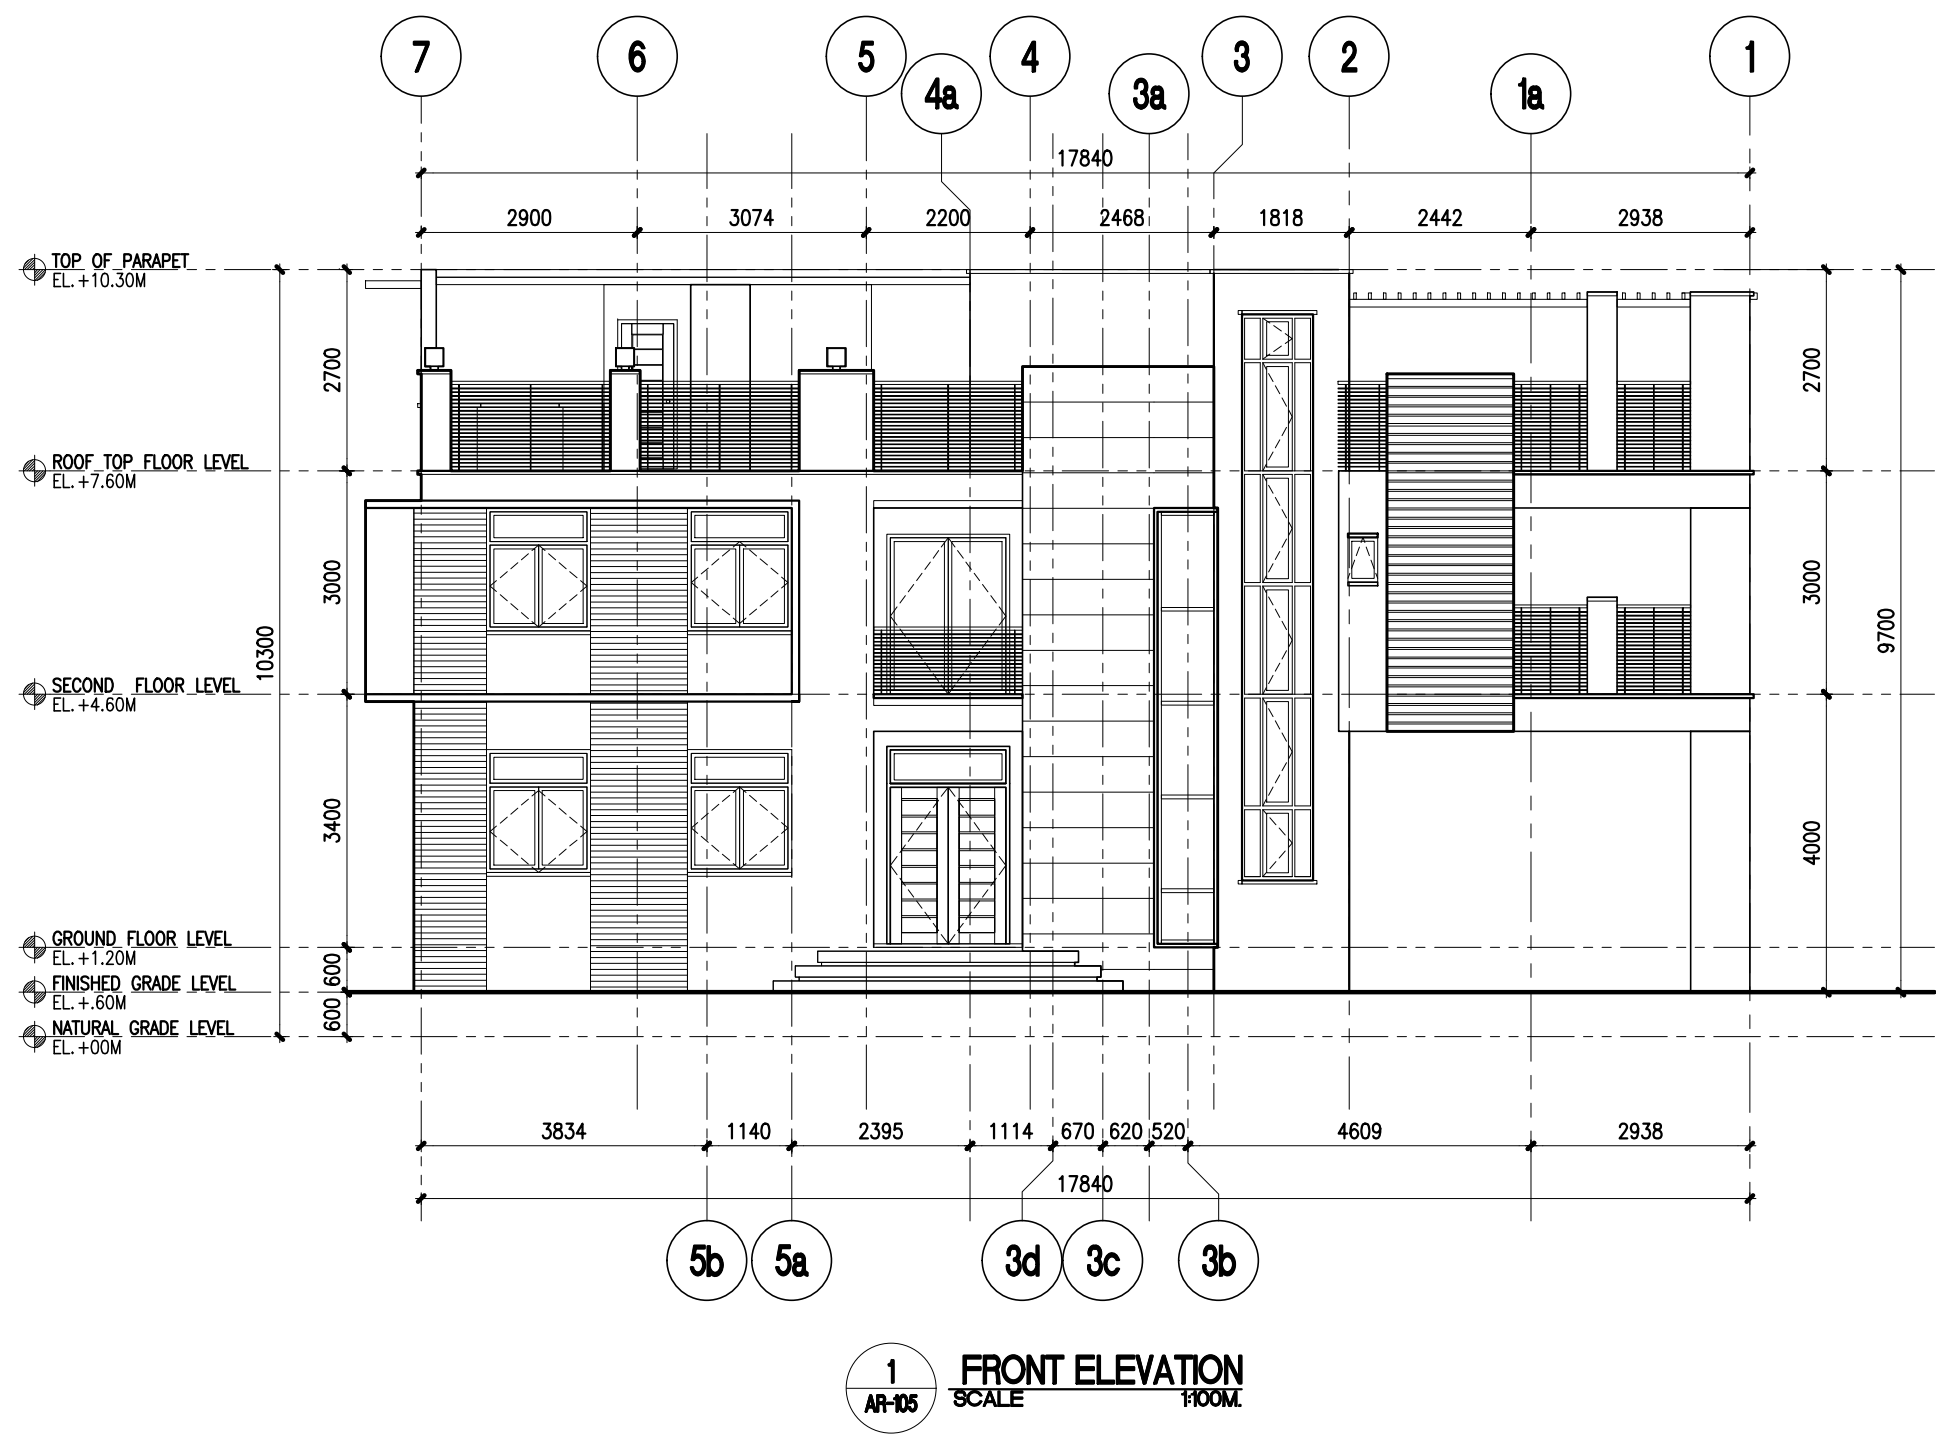 7
6
5
4
3
2
1
4a
3a
1a
17840
2900
3074
2200
2468
1818
2442
2938
TOP OF PARAPET
EL.+10.30M
2700
2700
ROOF TOP FLOOR LEVEL
EL.+7.60M
3000
3000
10300
9700
SECOND FLOOR LEVEL
EL.+4.60M
3400
4000
GROUND FLOOR LEVEL
EL.+1.20M
600
FINISHED GRADE LEVEL
EL.+.60M
600
NATURAL GRADE LEVEL
EL.+00M
3834
1140
2395
1114
670
620
520
4609
2938
17840
5b
5a
3d
3c
3b
1
AR-105
FRONT ELEVATION
SCALE 1:100M.